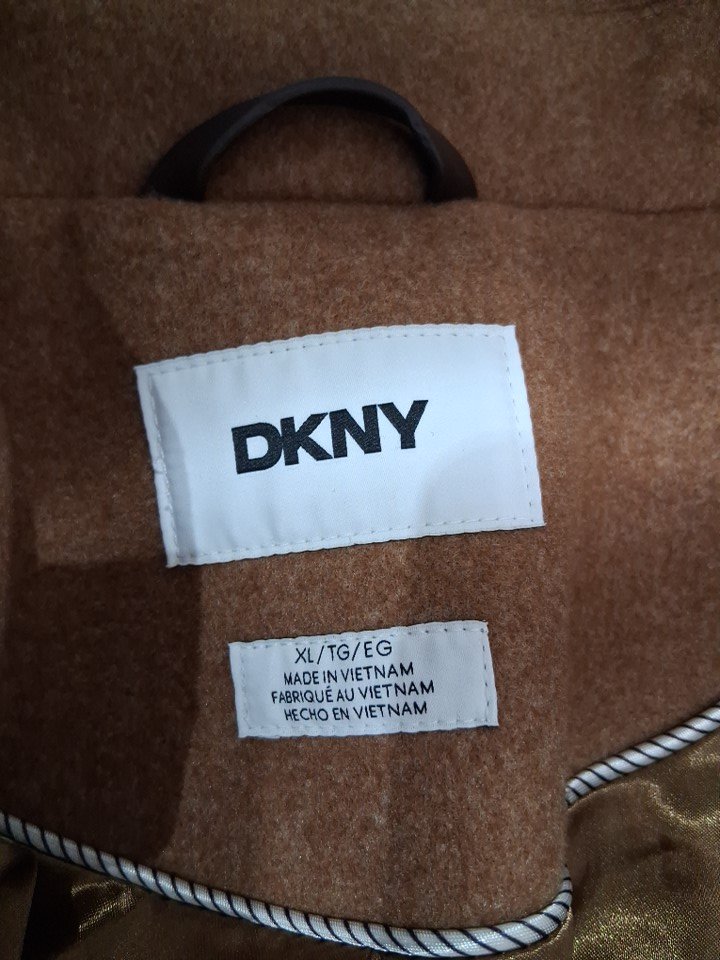 DKNY
XL/TG/EG
MADE IN VIETNAM
FABRIQUÉ AU VIETNAM
HECHO EN VIETNAM